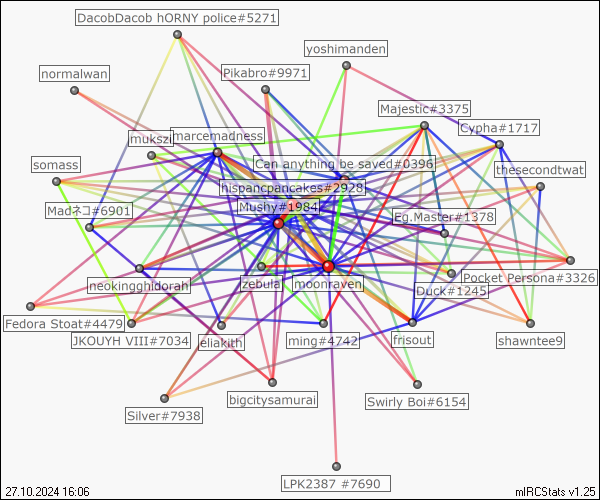 DacobDacob hORNY police#5271
yoshimanden
normalwan
Pikabro#9971
Majestic#3375
Cypha#1717
mukszi
marcemadness
somass
Can anything be saved#0396
thesecondtwat
hispancpancakes#2928
Madネコ#6901
Mushy#1984
Eg.Master#1378
neokingghidorah
zebula
moonraven
Duck#1245
Pocket Persona#3326
Fedora Stoat#4479
JKOUYH VIII#7034
eliakith
ming#4742
frisout
shawntee9
Silver#7938
bigcitysamurai
Swirly Boi#6154
LPK2387 #7690
27.10.2024 16:06
mIRCStats v1.25